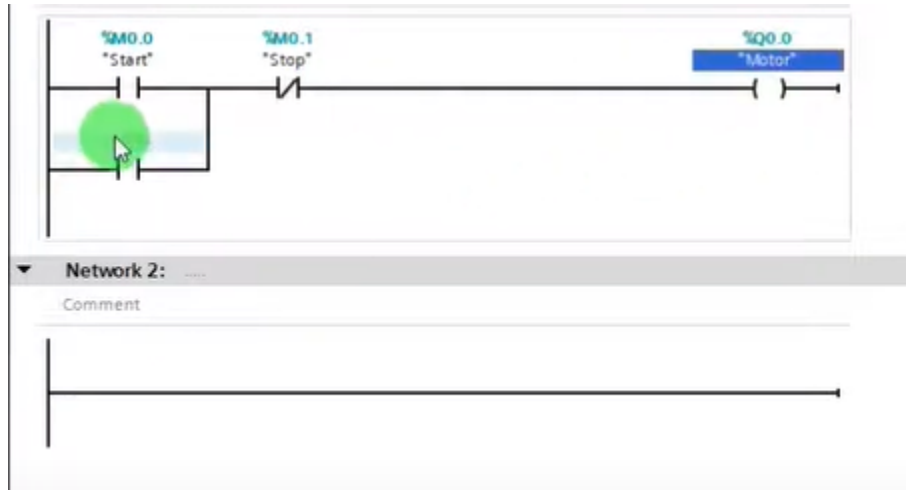 %M0.0 %M0.1 %Q0.0
"Start" "Stop" "Motor"
Network 2: .....
Comment